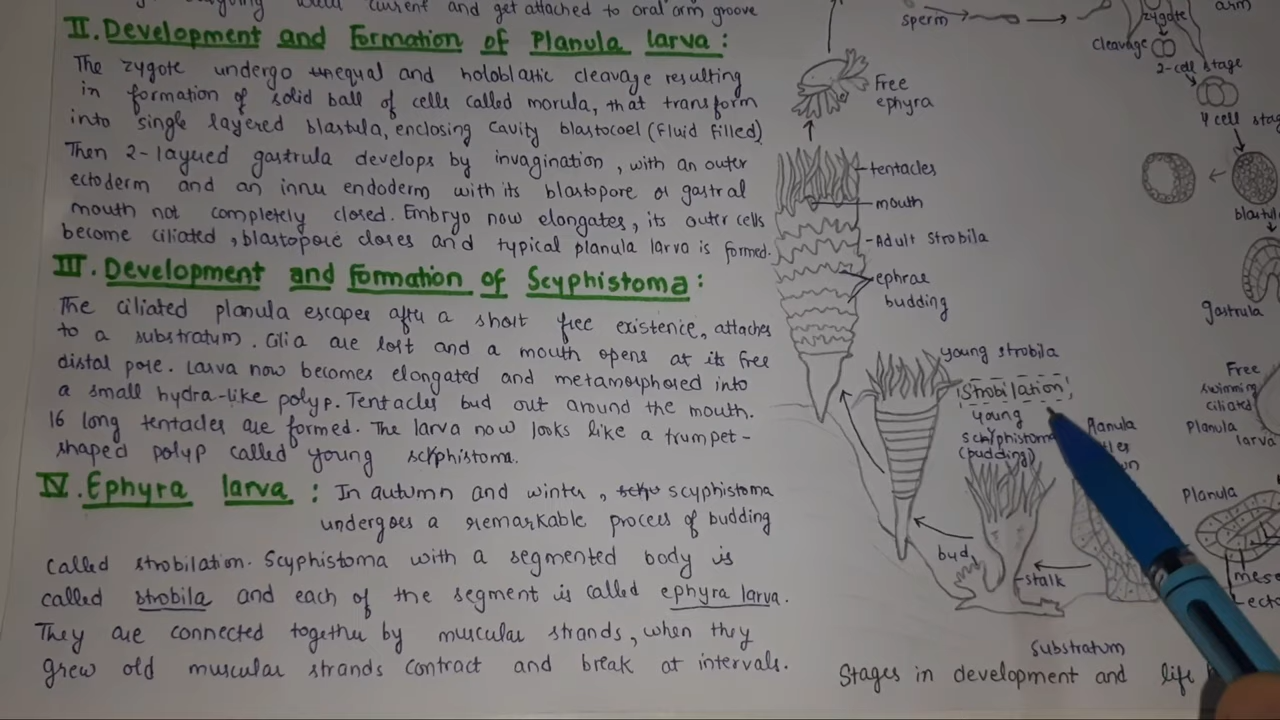 current and get attached to oral arm groove
II. Development and Formation of Planula larva :
The zygote undergo unequal and holoblatic cleavage resulting
in formation of solid ball of cells called morula, that transform
into single layered blastula, enclosing cavity blastocoel (fluid filled)
Then 2-layued gastrula develops by invagination, with an outer
ectoderm and an innu endoderm with its blastopore or gastral
mouth not completely closed. Embryo now elongates, its outer cells
become ciliated, blastopore closes and typical planula larva is formed.
III. Development and Formation of Scyphistoma :
The ciliated planula escapes aftu a short free existence, attaches
to a substratum. Cilia are lost and a mouth opens at its free
distal pole. Larva now becomes elongated and metamorphosed into
a small hydra-like polyp. Tentacles bud out around the mouth.
16 long tentacles are formed. The larva now looks like a trumpet-
shaped polyp called young scyphistoma.
IV. Ephyra larva : In autumn and winter, scyphistoma
undergoes a remarkable process of budding
called strobilation. Scyphistoma with a segmented body is
called strobila and each of the segment is called ephyra larva.
They are connected togethu by muscular strands, when they
grew old muscular strands contract and break at intervals.
sperm
zygote
arm
cleavage
2-cell stage
4 cell stage
Free
ephyra
tentacles
mouth
Adult strobila
ephrae
budding
blastula
gastrula
young strobila
strobilation
young
scyphistoma
(budding)
Planula
Free
swimming
ciliated
Planula
larva
Planula
bud
stalk
Substratum
Stages in development and life